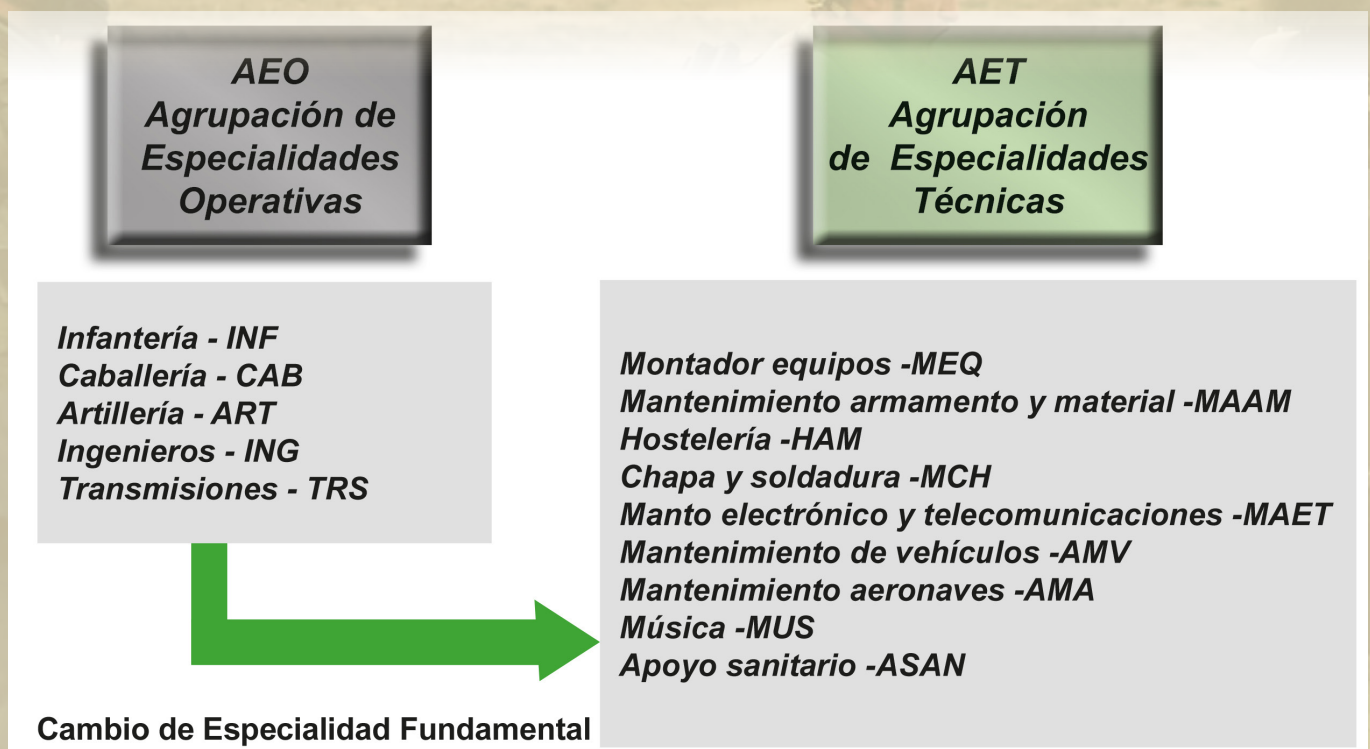 AEO
Agrupación de
Especialidades
Operativas
AET
Agrupación
de Especialidades
Técnicas
Infantería - INF
Caballería - CAB
Artillería - ART
Ingenieros - ING
Transmisiones - TRS
Montador equipos -MEQ
Mantenimiento armamento y material -MAAM
Hostelería -HAM
Chapa y soldadura -MCH
Manto electrónico y telecomunicaciones -MAET
Mantenimiento de vehículos -AMV
Mantenimiento aeronaves -AMA
Música -MUS
Apoyo sanitario -ASAN
Cambio de Especialidad Fundamental